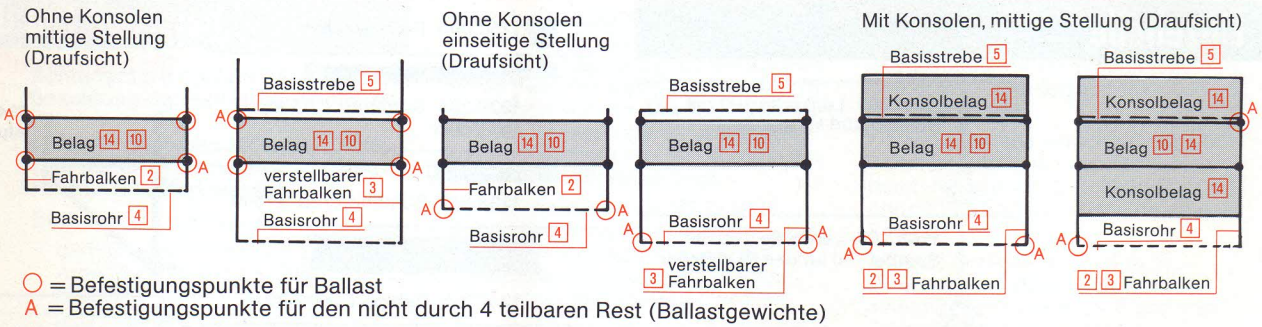 Ohne Konsolen
mittige Stellung
(Draufsicht)
A
A
Belag 14 10
Fahrbalken 2
Basisrohr 4
Basisstrebe 5
A
Belag 14 10
A
verstellbarer
Fahrbalken 3
Basisrohr 4
Ohne Konsolen
einseitige Stellung
(Draufsicht)
Belag 14 10
Fahrbalken 2
A
A
Basisrohr 4
Basisstrebe 5
Belag 14 10
Basisrohr 4
A
A
verstellbarer
3 Fahrbalken
Mit Konsolen, mittige Stellung (Draufsicht)
Basisstrebe 5
Konsolbelag 14
Belag 14 10
Basisrohr 4
A
A
2 3 Fahrbalken
Basisstrebe 5
Konsolbelag 14
A
Belag 10 14
Konsolbelag 14
Basisrohr 4
A
2 3 Fahrbalken
= Befestigungspunkte für Ballast
A = Befestigungspunkte für den nicht durch 4 teilbaren Rest (Ballastgewichte)